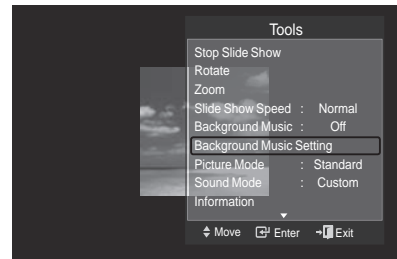 Tools
Stop Slide Show
Rotate
Zoom
Slide Show Speed : Normal
Background Music : Off
Background Music Setting
Picture Mode : Standard
Sound Mode : Custom
Information
Move Enter Exit